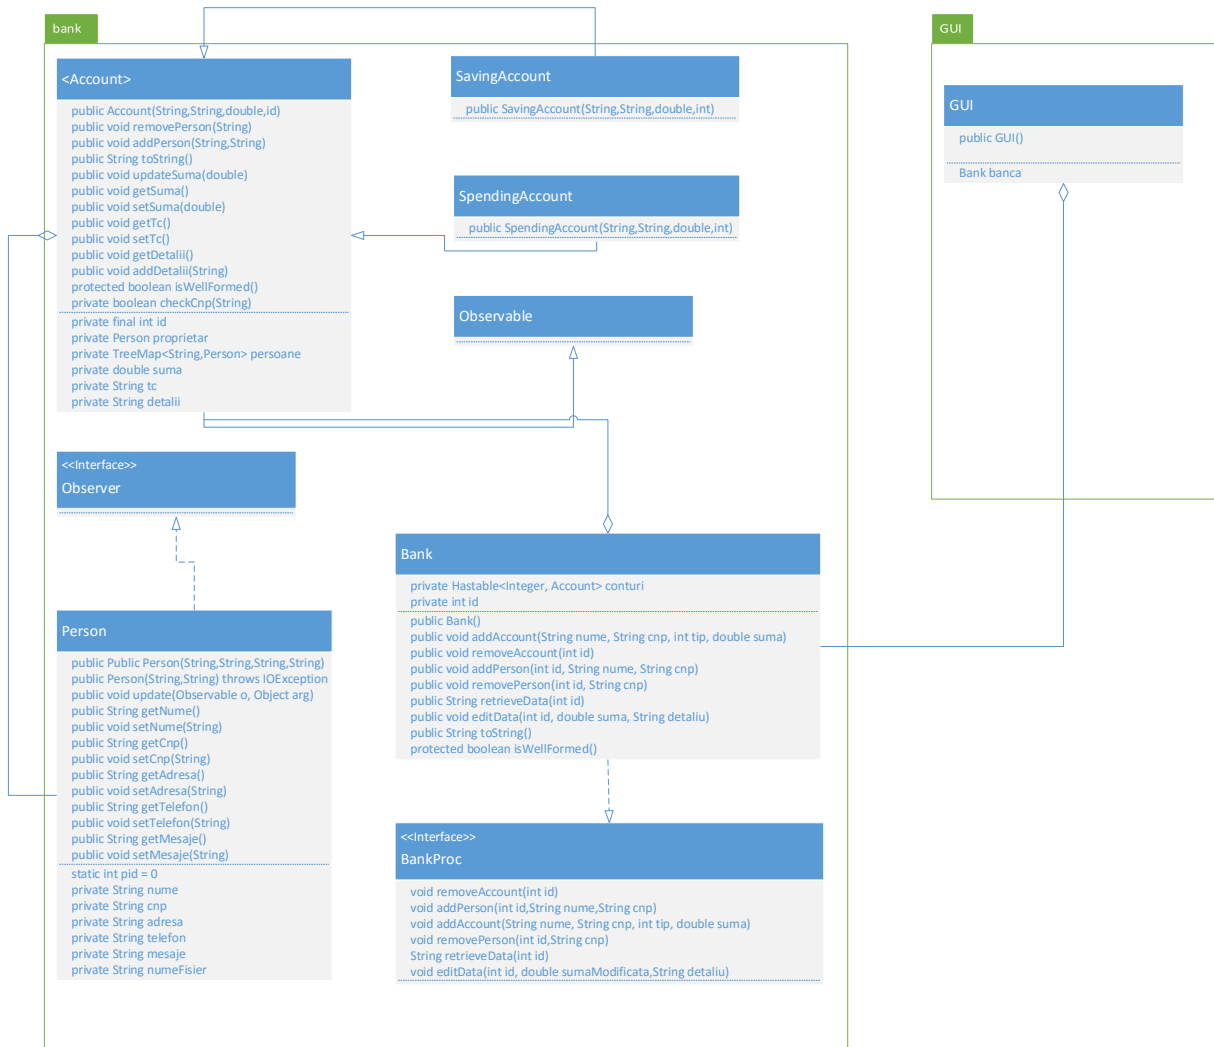 bank
<Account>
public Account(String,String,double,id)
public void removePerson(String)
public void addPerson(String,String)
public String toString()
public void updateSuma(double)
public void getSuma()
public void setSuma(double)
public void getTc()
public void setTc()
public void getDetalii()
public void addDetalii(String)
protected boolean isWellFormed()
private boolean checkCnp(String)
private final int id
private Person proprietar
private TreeMap<String,Person> persoane
private double suma
private String tc
private String detalii
SavingAccount
public SavingAccount(String,String,double,int)
SpendingAccount
public SpendingAccount(String,String,double,int)
Observable
<<Interface>>
Observer
Person
public Public Person(String,String,String,String)
public Person(String,String) throws IOException
public void update(Observable o, Object arg)
public String getNume()
public void setNume(String)
public String getCnp()
public void setCnp(String)
public String getAdresa()
public void setAdresa(String)
public String getTelefon()
public void setTelefon(String)
public String getMesaje()
public void setMesaje(String)
static int pid = 0
private String nume
private String cnp
private String adresa
private String telefon
private String mesaje
private String numeFisier
Bank
private Hastable<Integer, Account> conturi
private int id
public Bank()
public void addAccount(String nume, String cnp, int tip, double suma)
public void removeAccount(int id)
public void addPerson(int id, String nume, String cnp)
public void removePerson(int id, String cnp)
public String retrieveData(int id)
public void editData(int id, double suma, String detaliu)
public String toString()
protected boolean isWellFormed()
<<Interface>>
BankProc
void removeAccount(int id)
void addPerson(int id,String nume,String cnp)
void addAccount(String nume, String cnp, int tip, double suma)
void removePerson(int id,String cnp)
String retrieveData(int id)
void editData(int id, double sumaModificata,String detaliu)
GUI
GUI
public GUI()
Bank banca